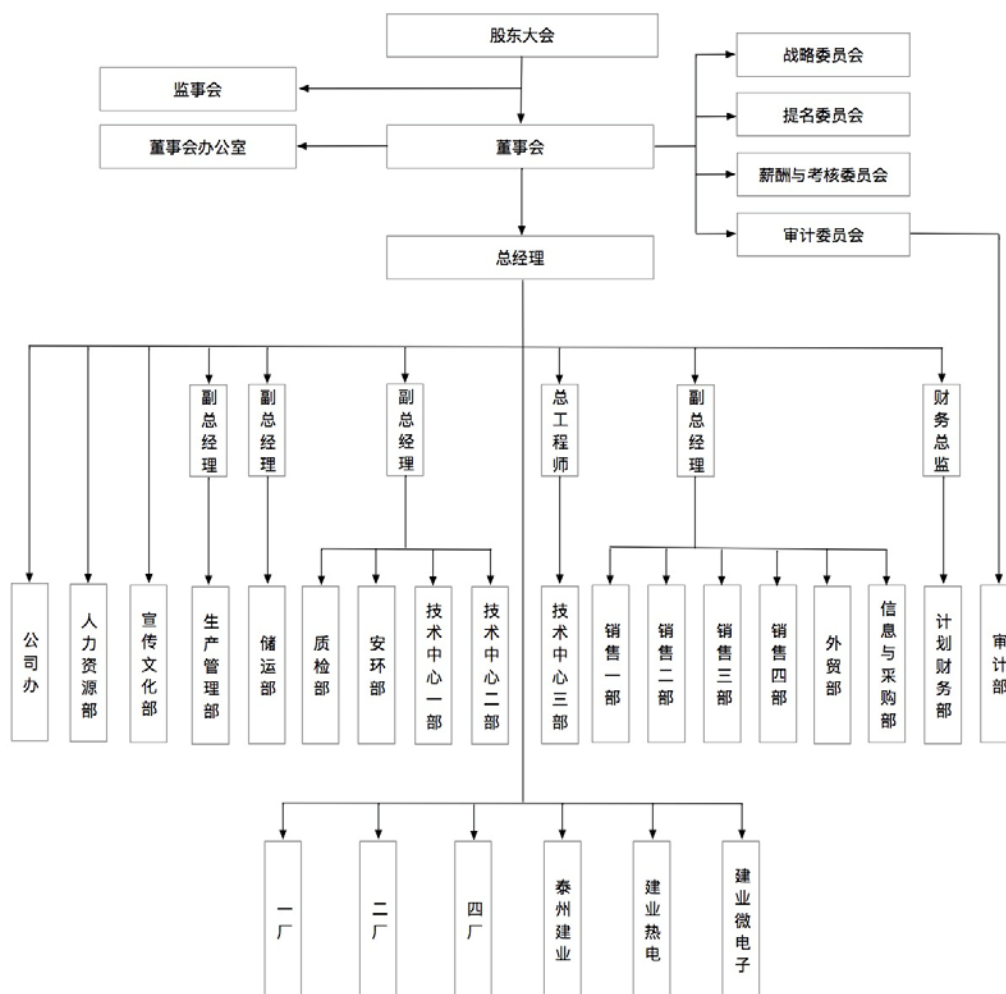 股东大会
战略委员会
监事会
提名委员会
董事会办公室
董事会
薪酬与考核委员会
审计委员会
总经理
副总经理
副总经理
副总经理
总工程师
副总经理
财务总监
公司办
人力资源部
宣传文化部
生产管理部
储运部
质检部
安环部
技术中心一部
技术中心二部
技术中心三部
销售一部
销售二部
销售三部
销售四部
外贸部
信息与采购部
计划财务部
审计部
一厂
二厂
四厂
泰州建业
建业热电
建业微电子